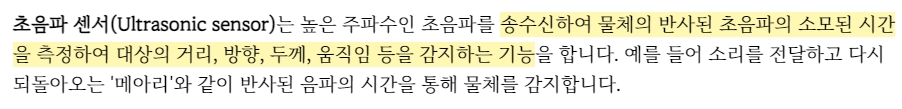 초음파 센서(Ultrasonic sensor)는 높은 주파수인 초음파를 송수신하여 물체의 반사된 초음파의 소모된 시간
을 측정하여 대상의 거리, 방향, 두께, 움직임 등을 감지하는 기능을 합니다. 예를 들어 소리를 전달하고 다시
되돌아오는 '메아리'와 같이 반사된 음파의 시간을 통해 물체를 감지합니다.